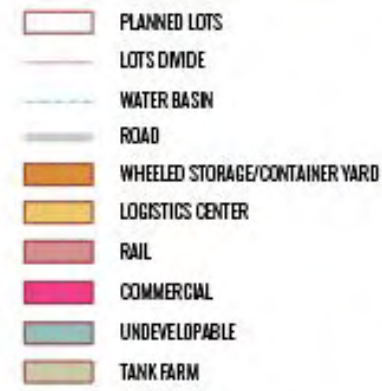 PLANNED LOTS
LOTS DIVIDE
WATER BASIN
ROAD
WHEELED STORAGE/CONTAINER YARD
LOGISTICS CENTER
RAIL
COMMERCIAL
UNDEVELOPABLE
TANK FARM